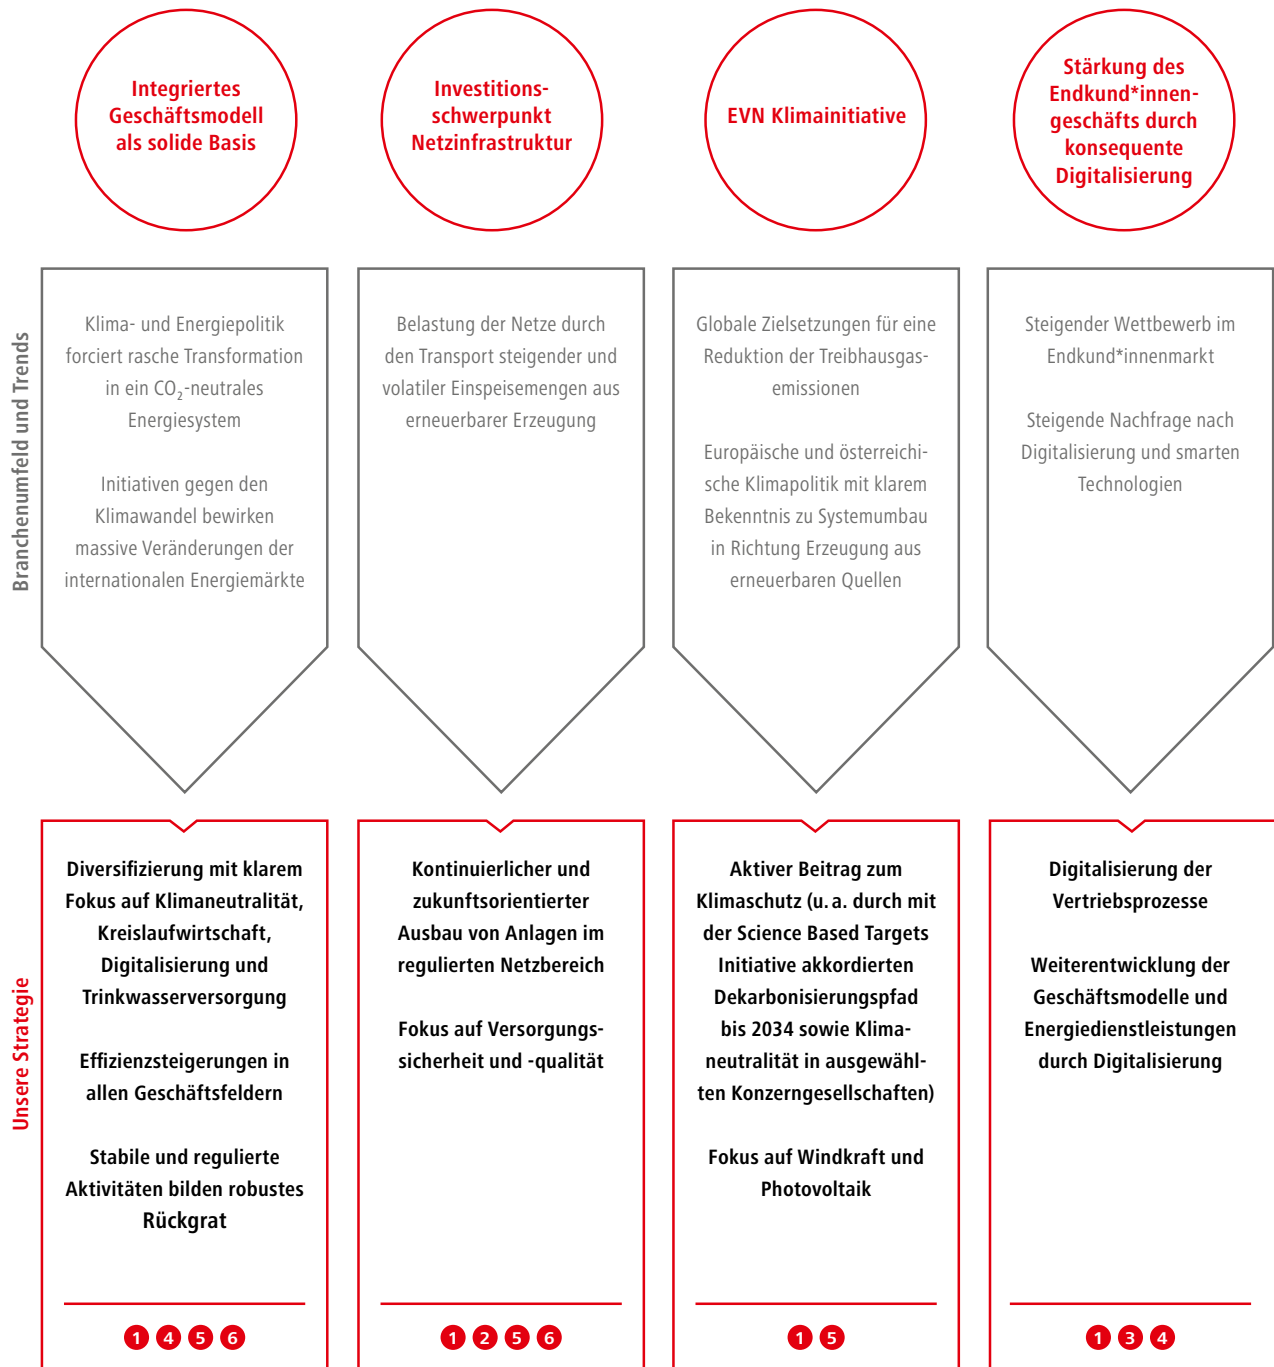 Integriertes
Geschäftsmodell
als solide Basis
Investitions-
schwerpunkt
Netzinfrastruktur
EVN Klimainitiative
Stärkung des
Endkund*innen-
geschäfts durch
konsequente
Digitalisierung
Branchenumfeld und Trends
Klima- und Energiepolitik
forciert rasche Transformation
in ein CO₂-neutrales
Energiesystem
Initiativen gegen den
Klimawandel bewirken
massive Veränderungen der
internationalen Energiemärkte
Belastung der Netze durch
den Transport steigender und
volatiler Einspeisemengen aus
erneuerbarer Erzeugung
Globale Zielsetzungen für eine
Reduktion der Treibhausgas-
emissionen
Europäische und österreichi-
sche Klimapolitik mit klarem
Bekenntnis zu Systemumbau
in Richtung Erzeugung aus
erneuerbaren Quellen
Steigender Wettbewerb im
Endkund*innenmarkt
Steigende Nachfrage nach
Digitalisierung und smarten
Technologien
Unsere Strategie
Diversifizierung mit klarem
Fokus auf Klimaneutralität,
Kreislaufwirtschaft,
Digitalisierung und
Trinkwasserversorgung
Effizienzsteigerungen in
allen Geschäftsfeldern
Stabile und regulierte
Aktivitäten bilden robustes
Rückgrat
1 4 5 6
Kontinuierlicher und
zukunftsorientierter
Ausbau von Anlagen im
regulierten Netzbereich
Fokus auf Versorgungs-
sicherheit und -qualität
1 2 5 6
Aktiver Beitrag zum
Klimaschutz (u. a. durch mit
der Science Based Targets
Initiative akkordierten
Dekarbonisierungspfad
bis 2034 sowie Klima-
neutralität in ausgewähl-
ten Konzerngesellschaften)
Fokus auf Windkraft und
Photovoltaik
1 5
Digitalisierung der
Vertriebsprozesse
Weiterentwicklung der
Geschäftsmodelle und
Energiedienstleistungen
durch Digitalisierung
1 3 4